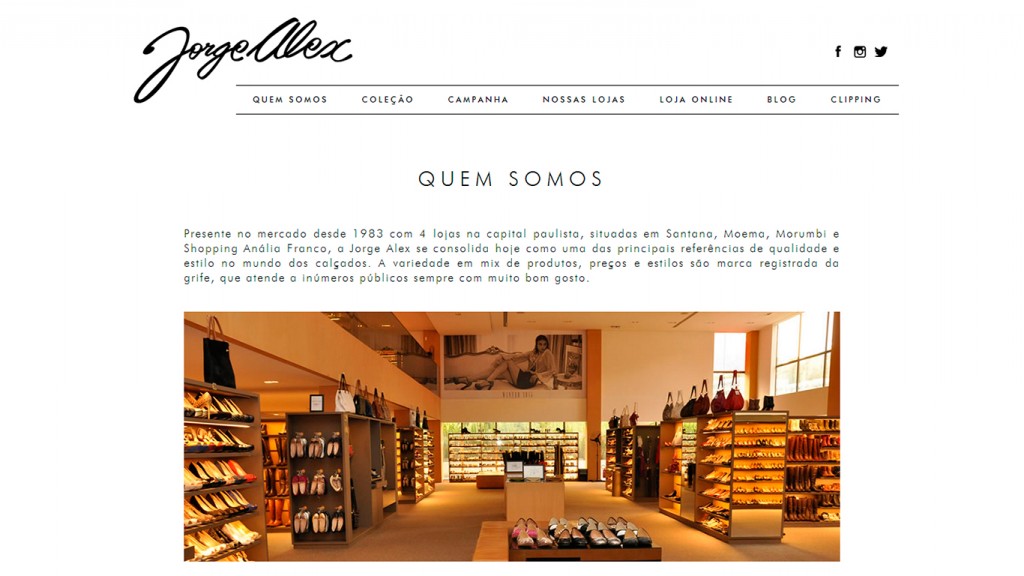 Jorge Alex
QUEM SOMOS COLEÇÃO CAMPANHA NOSSAS LOJAS LOJA ONLINE BLOG CLIPPING
QUEM SOMOS
Presente no mercado desde 1983 com 4 lojas na capital paulista, situadas em Santana, Moema, Morumbi e
Shopping Anália Franco, a Jorge Alex se consolida hoje como uma das principais referências de qualidade e
estilo no mundo dos calçados. A variedade em mix de produtos, preços e estilos são marca registrada da
grife, que atende a inúmeros públicos sempre com muito bom gosto.